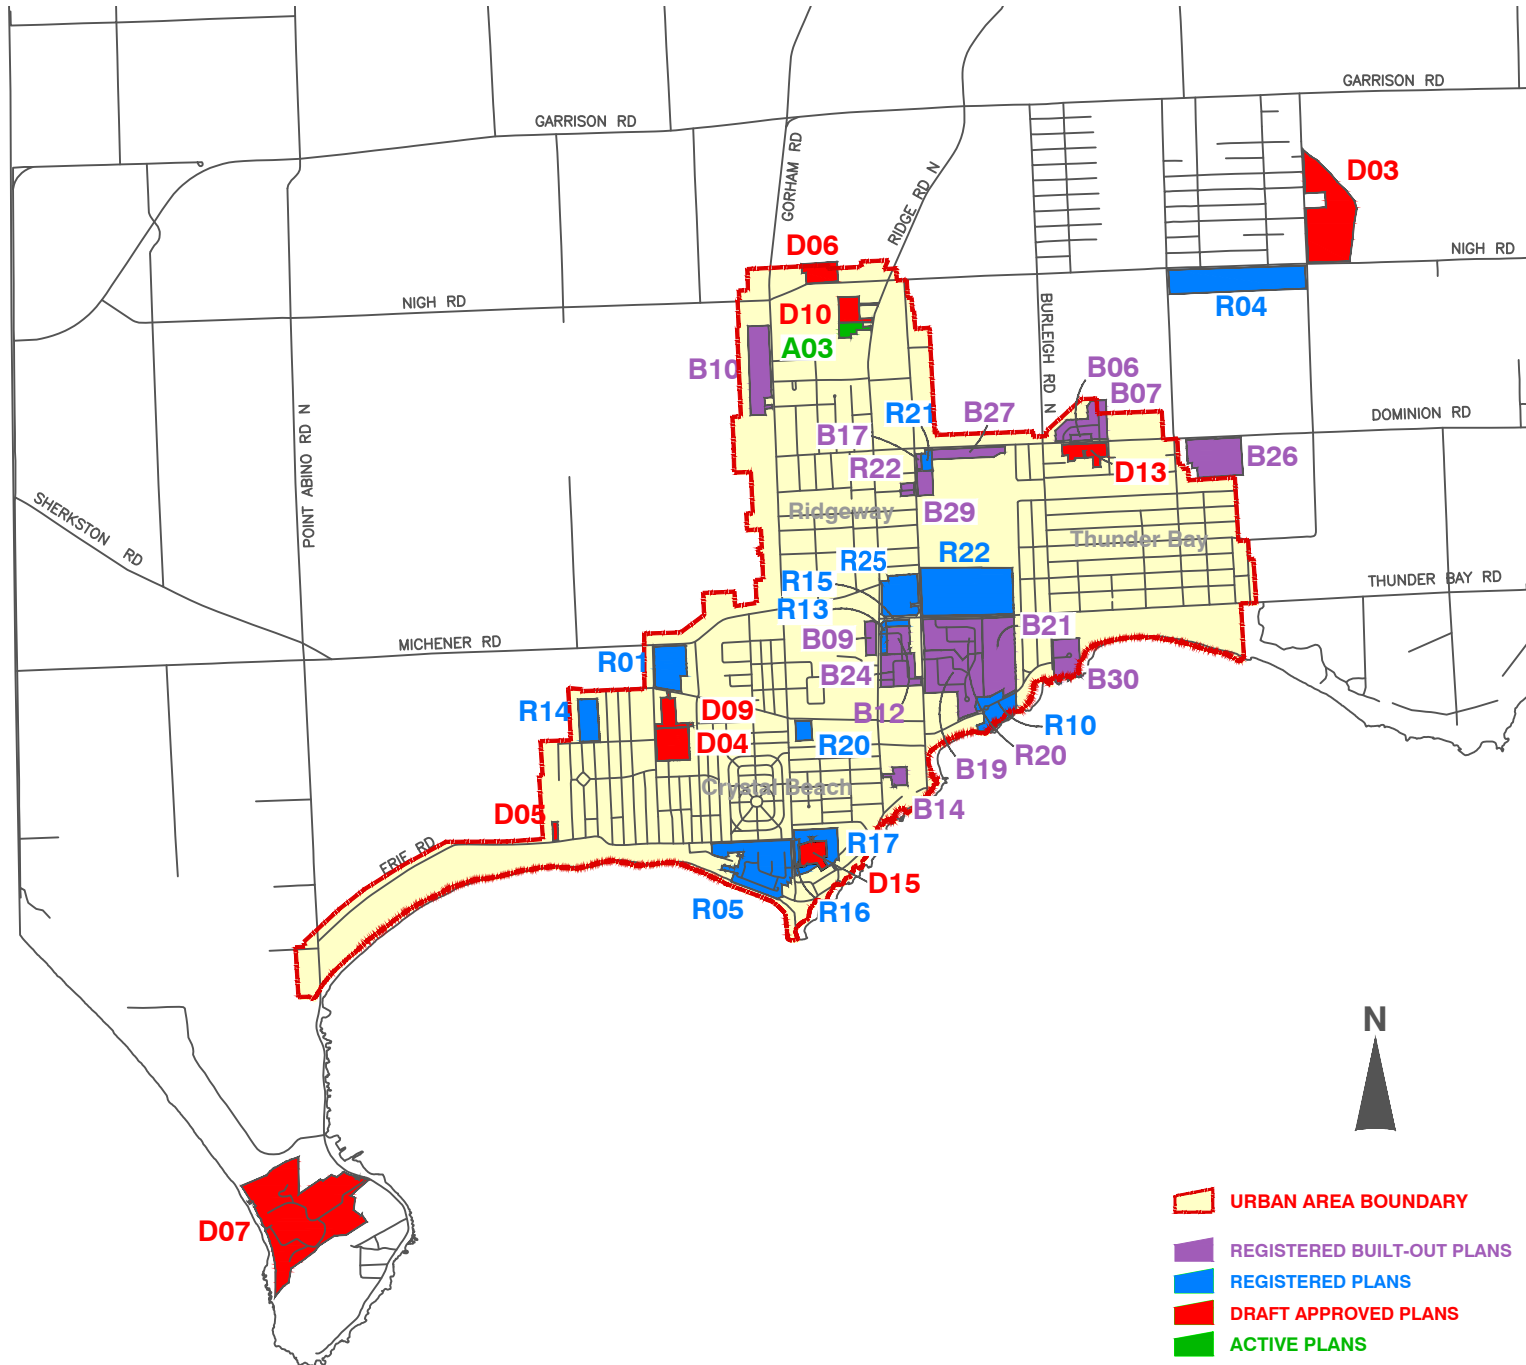 GARRISON RD
GARRISON RD
GORHAM RD
RIDGE RD N
D03
NIGH RD
D06
NIGH RD
R04
D10
A03
BURLEIGH RD N
B10
B06
B07
R21
B27
DOMINION RD
B17
POINT ABINO RD N
R22
D13
B26
SHERKSTON RD
Ridgeway
B29
Thunder Bay
R25
R22
R15
THUNDER BAY RD
R13
MICHENER RD
B09
B21
R01
B24
B30
R14
D09
B12
R10
D04
R20
R20
B19
Crystal Beach
B14
D05
ERIE RD
R17
D15
R05
R16
N
D07
URBAN AREA BOUNDARY
REGISTERED BUILT-OUT PLANS
REGISTERED PLANS
DRAFT APPROVED PLANS
ACTIVE PLANS